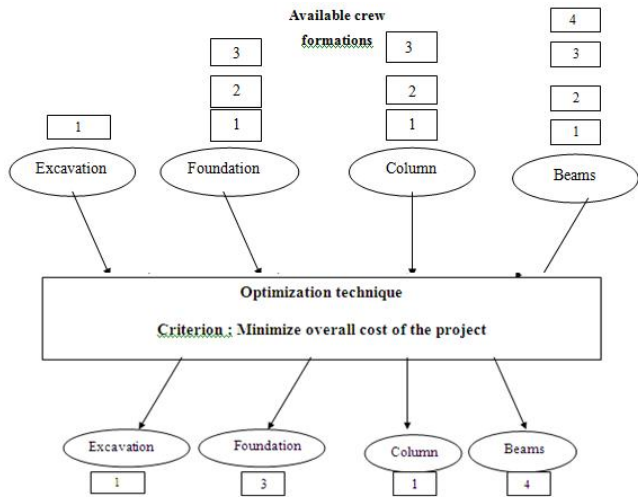 Available crew
formations
4
3
3
3
2
2
2
1
1
1
1
Excavation
Foundation
Column
Beams
Optimization technique
Criterion : Minimize overall cost of the project
Excavation
Foundation
Column
Beams
1
3
1
4